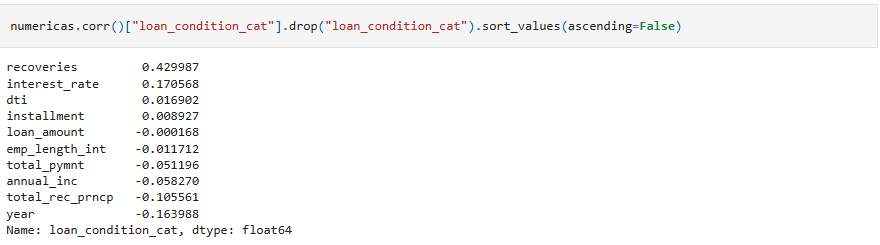 numericas.corr()["loan_condition_cat"].drop("loan_condition_cat").sort_values(ascending=False)
recoveries         0.429987
interest_rate      0.170568
dti                0.016902
installment        0.008927
loan_amount       -0.000168
emp_length_int    -0.011712
total_pymnt       -0.051196
annual_inc        -0.058270
total_rec_prncp   -0.105561
year              -0.163988
Name: loan_condition_cat, dtype: float64